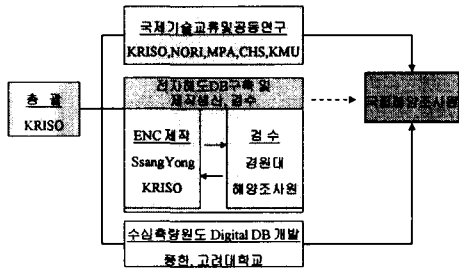 국제기술교류및공동연구
KRISO,NORI,MPA,CHS,KMU
총 괄
KRISO
전자해도DB구축 및
제작생산, 검수
국립해양조사원
ENC 제작
SsangYong
KRISO
검 수
경원대
해양조사원
수심측량원도 Digital DB 개발
고려대학교